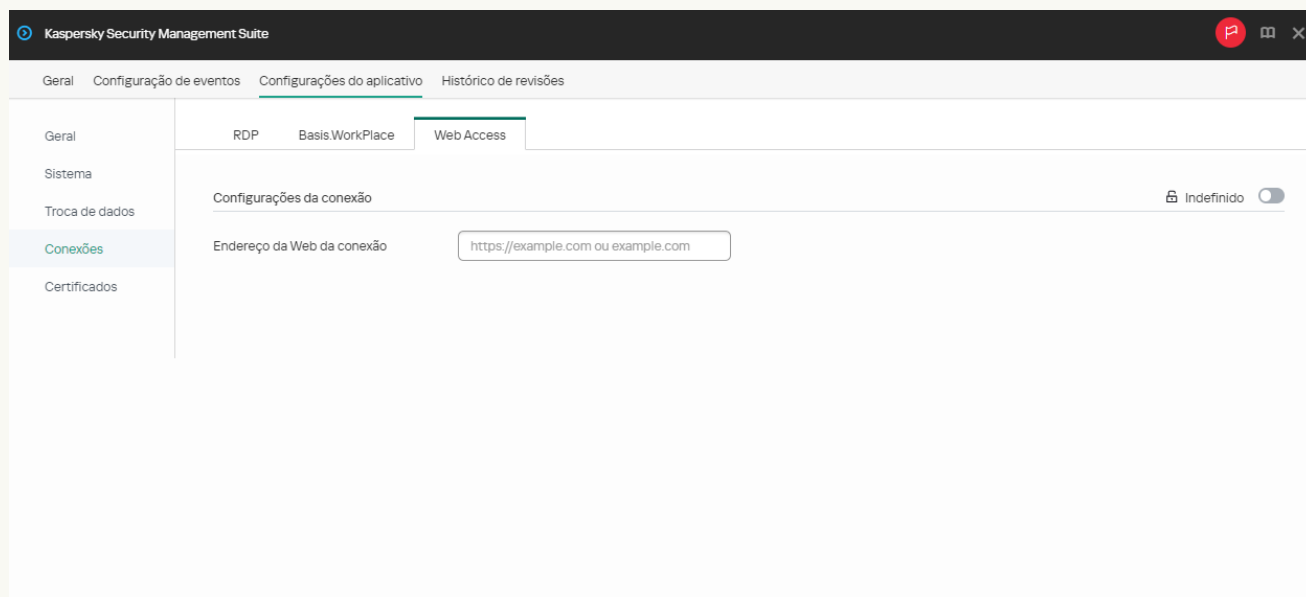 Kaspersky Security Management Suite
Geral Configuração de eventos Configurações do aplicativo Histórico de revisões
Geral
Sistema
Troca de dados
Conexões
Certificados
RDP Basis.WorkPlace Web Access
Configurações da conexão Indefinido
Endereço da Web da conexão https://example.com ou example.com